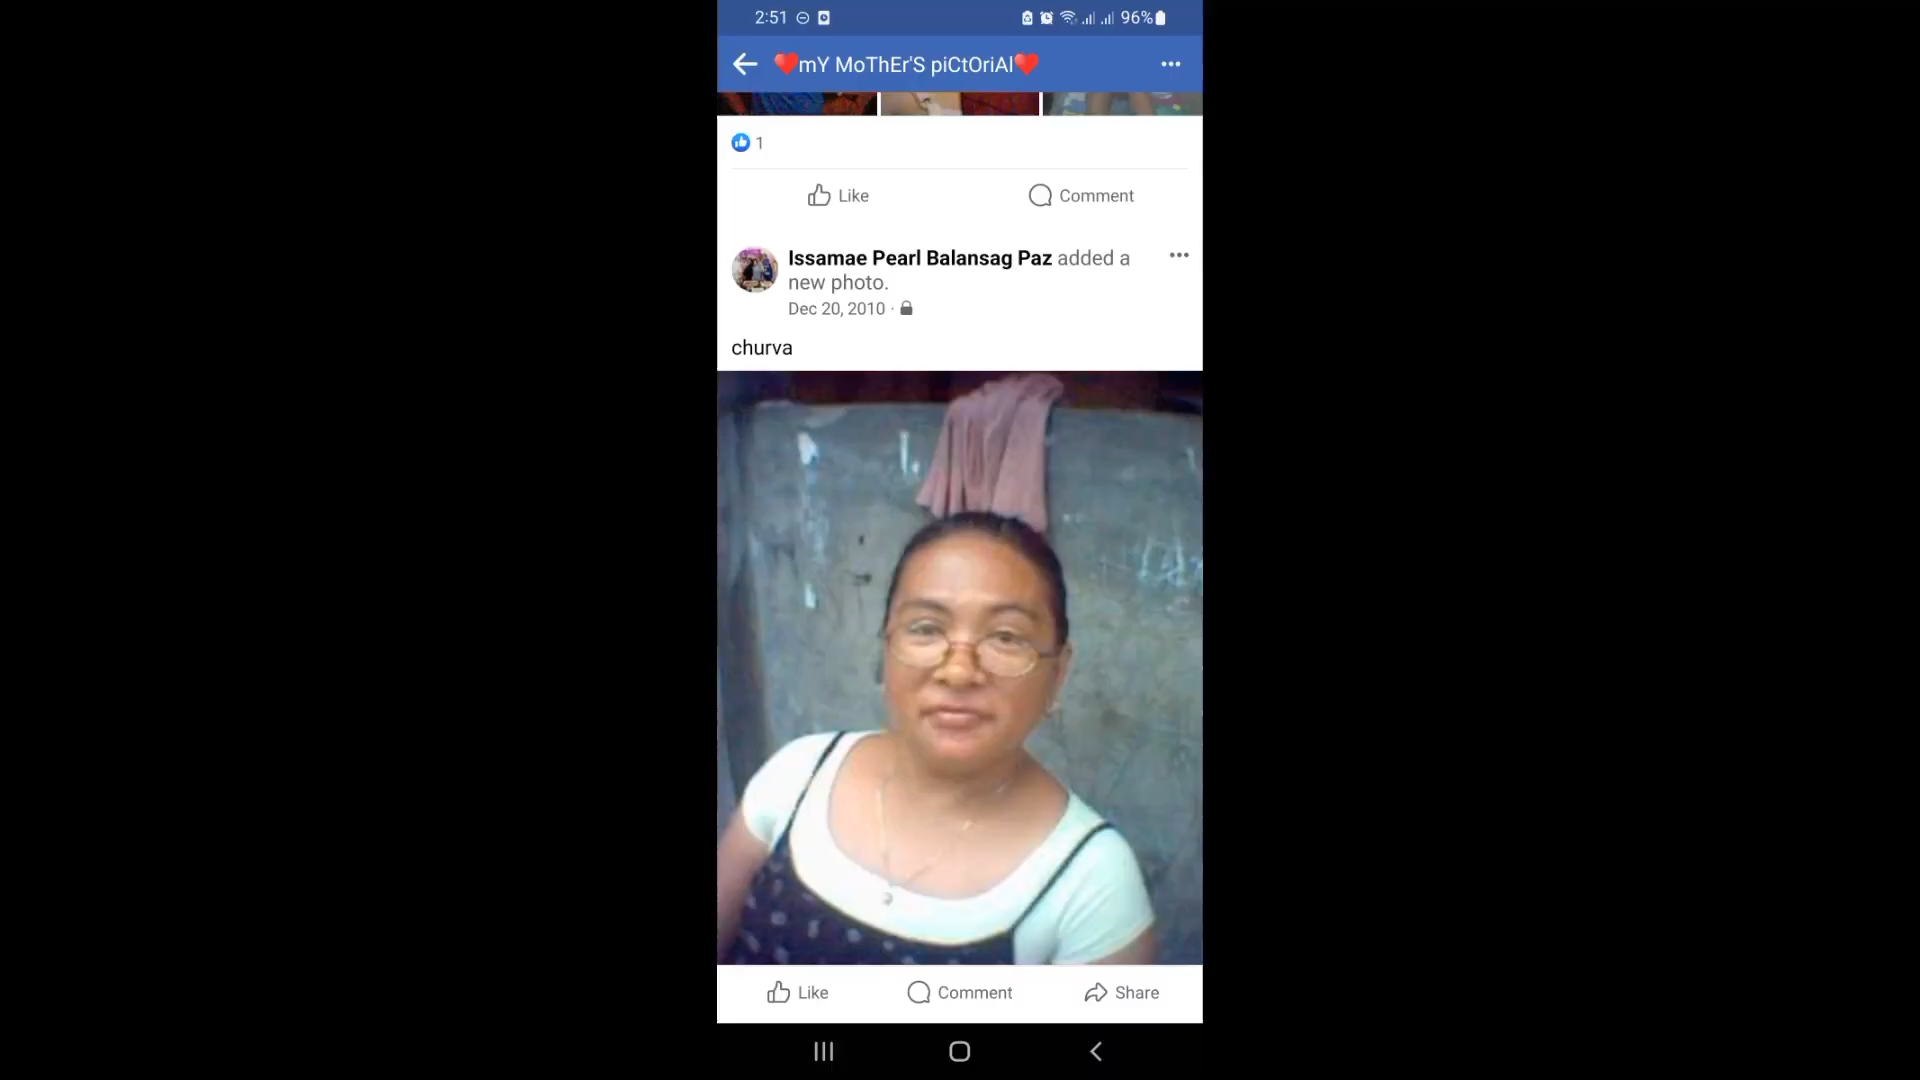 2:51 96%
❤️mY MoThEr'S piCtOriAl❤️
1
Like Comment
Issamae Pearl Balansag Paz added a
new photo.
Dec 20, 2010 ·
churva
Like Comment Share